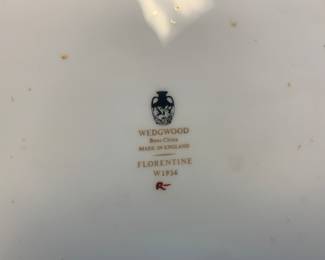 WEDGWOOD
Bone China
MADE IN ENGLAND
FLORENTINE
W1956
R